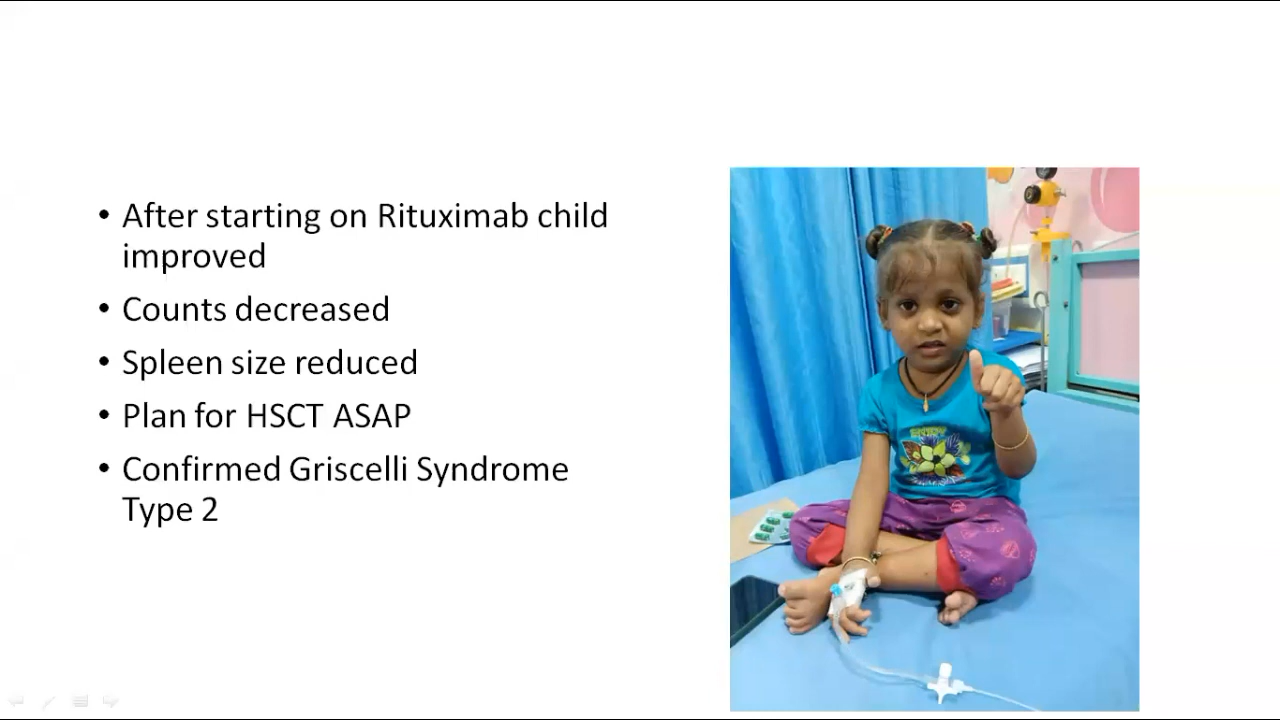 • After starting on Rituximab child
improved
• Counts decreased
• Spleen size reduced
• Plan for HSCT ASAP
• Confirmed Griscelli Syndrome
Type 2
ENJOY